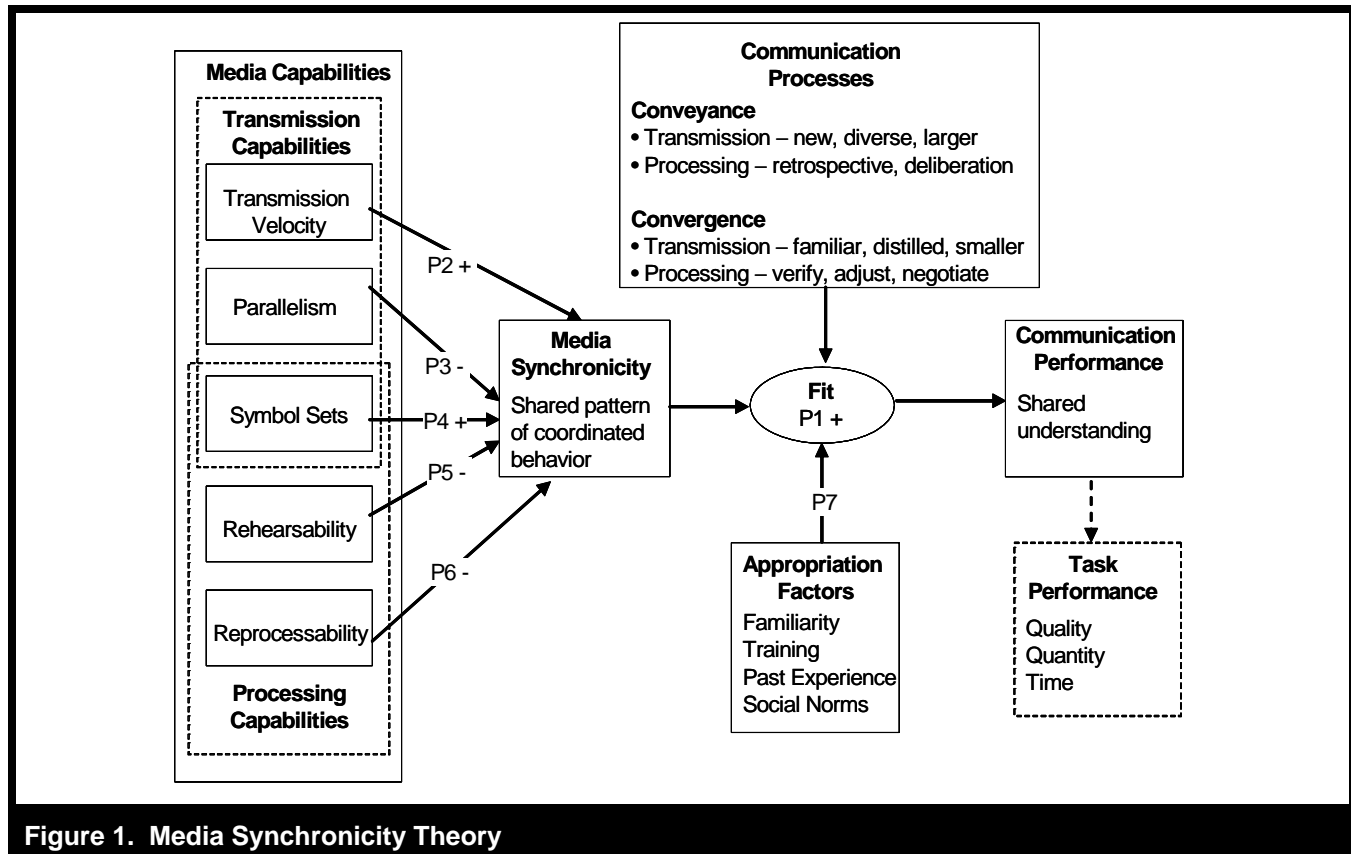 Media Capabilities
Transmission
Capabilities
Transmission
Velocity
Parallelism
Symbol Sets
Rehearsability
Reprocessability
Processing
Capabilities
P2 +
P3 -
P4 +
P5 -
P6 -
Media
Synchronicity
Shared pattern
of coordinated
behavior
Communication
Processes
Conveyance
• Transmission – new, diverse, larger
• Processing – retrospective, deliberation
Convergence
• Transmission – familiar, distilled, smaller
• Processing – verify, adjust, negotiate
Fit
P1 +
P7
Appropriation
Factors
Familiarity
Training
Past Experience
Social Norms
Communication
Performance
Shared
understanding
Task
Performance
Quality
Quantity
Time
Figure 1. Media Synchronicity Theory